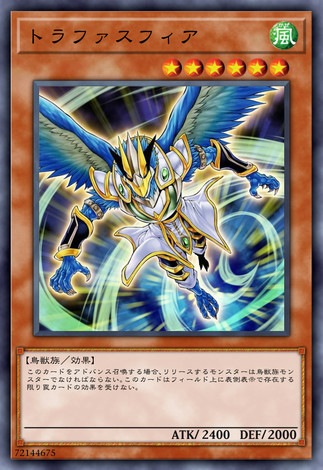 トラファスフィア
風
【鳥獣族／効果】
このカードをアドバンス召喚する場合、リリースするモンスターは鳥獣族モ
ンスターでなければならない。このカードはフィールド上に表側表示で存在する
限り罠カードの効果を受けない。
ATK/ 2400 DEF/ 2000
72144675